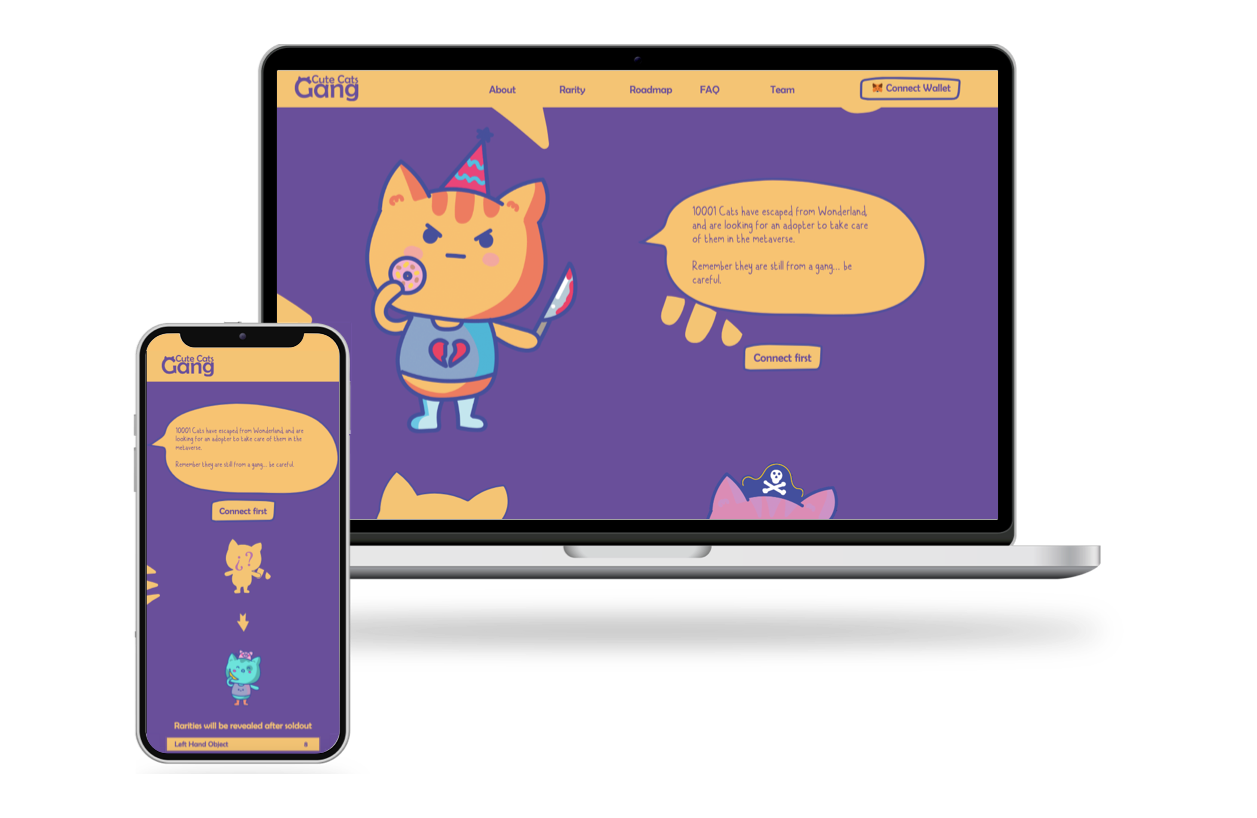 Cute Cats
Gang
About
Rarity
Roadmap
FAQ
Team
Connect Wallet
10001 Cats have escaped from Wonderland,
and are looking for an adopter to take care
of them in the metaverse.
Remember they are still from a gang... be
careful.
Connect first
Cute Cats
Gang
10001 Cats have escaped from Wonderland, and are
looking for an adopter to take care of them in the
metaverse.
Remember they are still from a gang... be careful.
Connect first
¿?
Rarities will be revealed after soldout
Left Hand Object 8